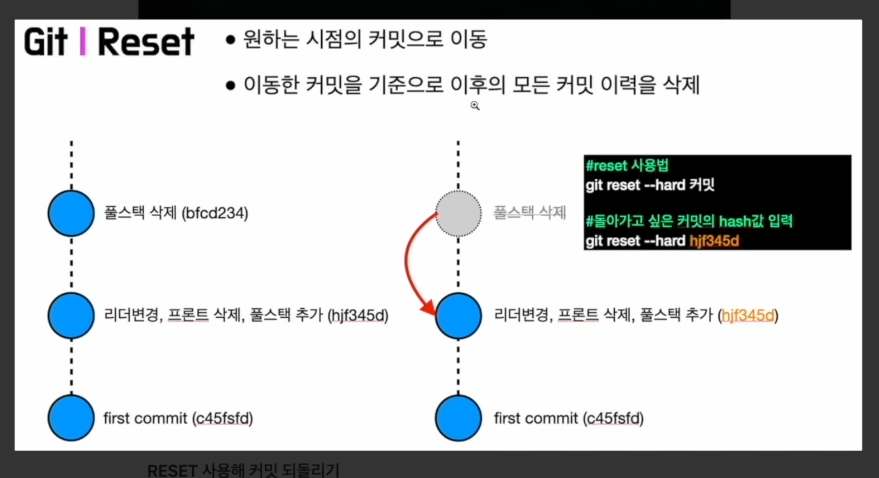 Git | Reset
● 원하는 시점의 커밋으로 이동
● 이동한 커밋을 기준으로 이후의 모든 커밋 이력을 삭제
풀스택 삭제 (bfcd234)
리더변경, 프론트 삭제, 풀스택 추가 (hjf345d)
first commit (c45fsfd)
풀스택 삭제
리더변경, 프론트 삭제, 풀스택 추가 (hjf345d)
first commit (c45fsfd)
#reset 사용법
git reset --hard 커밋
#돌아가고 싶은 커밋의 hash값 입력
git reset --hard hjf345d
RESET 사용해 커밋 되돌리기